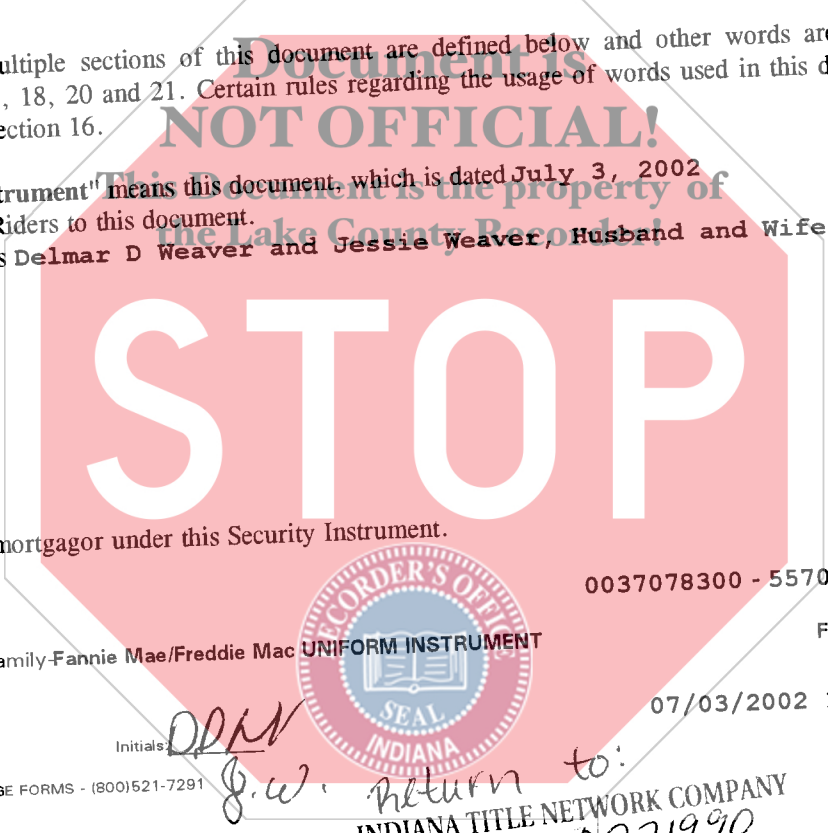 ultiple sections of this document are defined below and other words are
, 18, 20 and 21. Certain rules regarding the usage of words used in this d
ection 16.
Document is
NOT OFFICIAL!
This Document is the property of
the Lake County Recorder!
trument" means this document, which is dated July 3, 2002
Riders to this document.
s Delmar D Weaver and Jessie Weaver, Husband and Wife
STOP
mortgagor under this Security Instrument.
0037078300 - 5570
RECORDER'S OFFICE
SEAL
INDIANA
amily-Fannie Mae/Freddie Mac UNIFORM INSTRUMENT
F
07/03/2002
Initials:
GE FORMS - (800)521-7291
J.W. Return to:
INDIANA TITLE NETWORK COMPANY